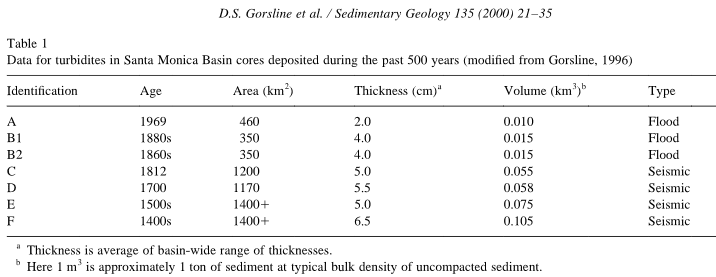 D.S. Gorsline et al. / Sedimentary Geology 135 (2000) 21–35
Table 1
Data for turbidites in Santa Monica Basin cores deposited during the past 500 years (modified from Gorsline, 1996)
Identification Age Area (km²) Thickness (cm)ᵃ Volume (km³)ᵇ Type
A 1969 460 2.0 0.010 Flood
B1 1880s 350 4.0 0.015 Flood
B2 1860s 350 4.0 0.015 Flood
C 1812 1200 5.0 0.055 Seismic
D 1700 1170 5.5 0.058 Seismic
E 1500s 1400+ 5.0 0.075 Seismic
F 1400s 1400+ 6.5 0.105 Seismic
ᵃ Thickness is average of basin-wide range of thicknesses.
ᵇ Here 1 m³ is approximately 1 ton of sediment at typical bulk density of uncompacted sediment.